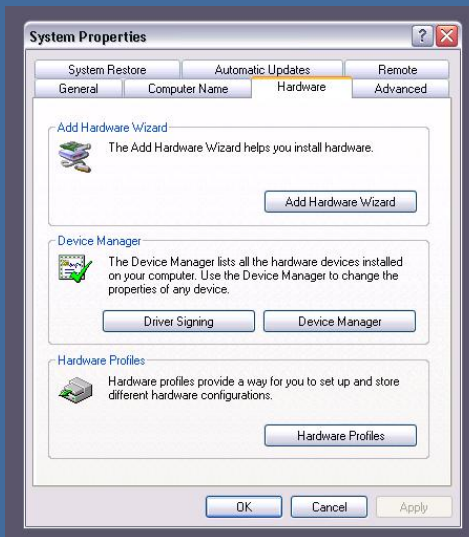 System Properties
?
X
System Restore
Automatic Updates
Remote
General
Computer Name
Hardware
Advanced
Add Hardware Wizard
The Add Hardware Wizard helps you install hardware.
Add Hardware Wizard
Device Manager
The Device Manager lists all the hardware devices installed
on your computer. Use the Device Manager to change the
properties of any device.
Driver Signing
Device Manager
Hardware Profiles
Hardware profiles provide a way for you to set up and store
different hardware configurations.
Hardware Profiles
OK
Cancel
Apply